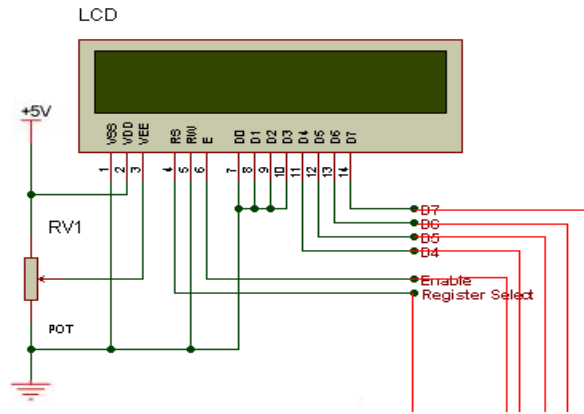 LCD
+5V
VSS VDD VEE RS RW E D0 D1 D2 D3 D4 D5 D6 D7
1 2 3 4 5 6 7 8 9 10 11 12 13 14
RV1
POT
D7
D6
D5
D4
Enable
Register Select